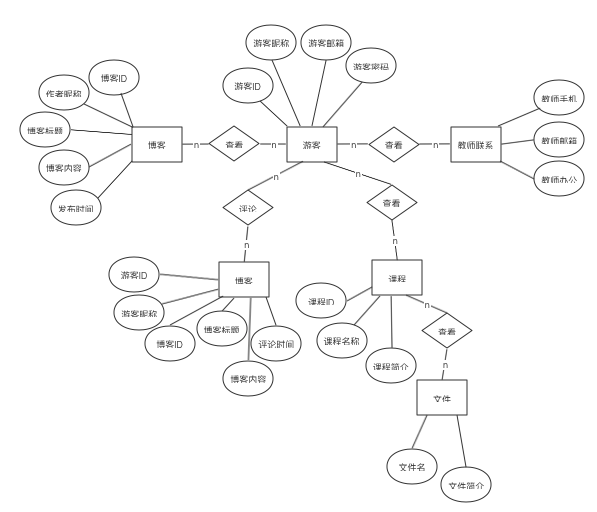 游客昵称
游客邮箱
游客密码
游客ID
博客ID
作者昵称
博客标题
博客内容
发布时间
博客
n
查看
n
游客
n
查看
n
教师联系
教师手机
教师邮箱
教师办公
n
评论
n
博客
游客ID
游客昵称
博客ID
博客标题
博客内容
评论时间
n
查看
n
课程
课程ID
课程名称
课程简介
n
查看
n
文件
文件名
文件简介